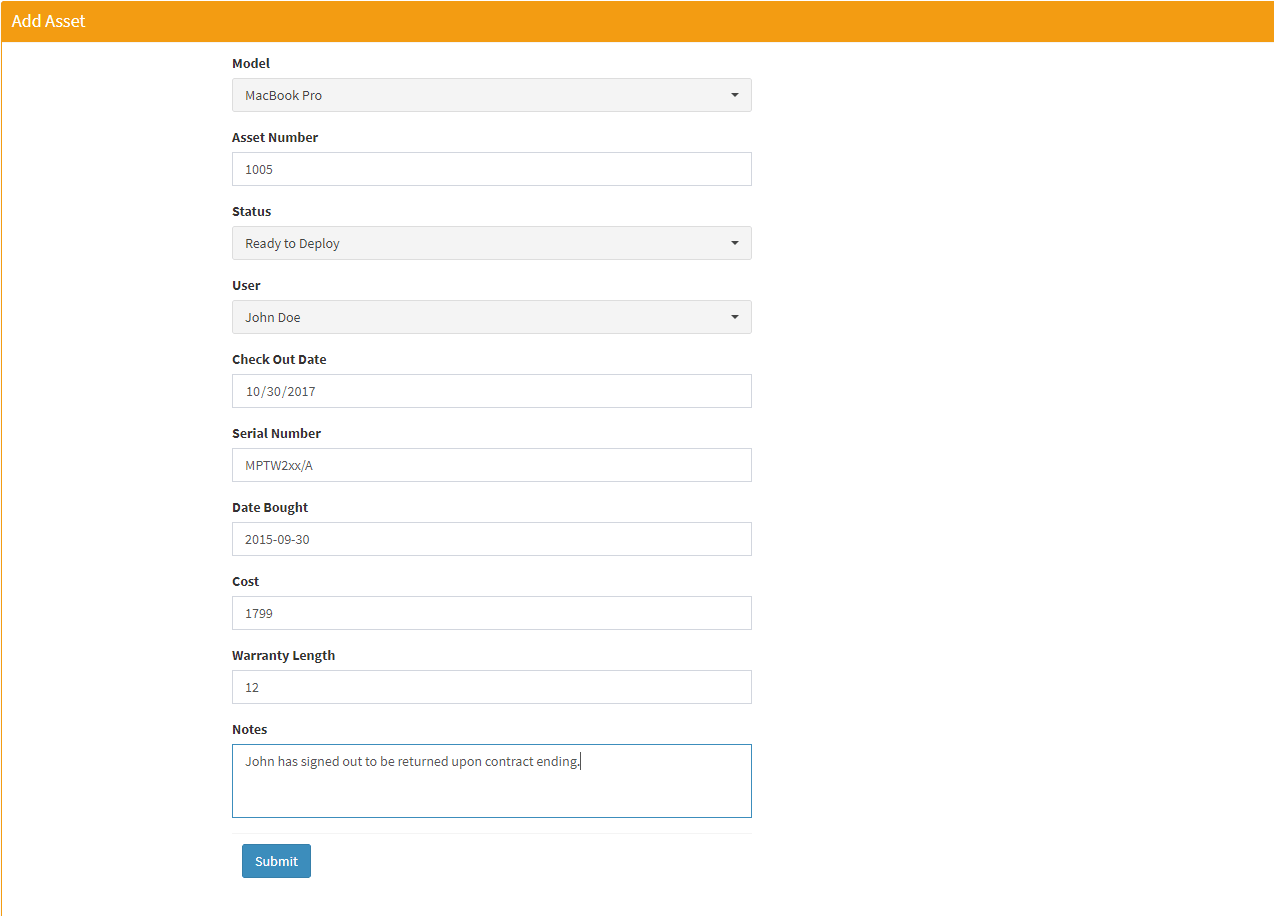 Add Asset
Model
MacBook Pro
Asset Number
1005
Status
Ready to Deploy
User
John Doe
Check Out Date
10/30/2017
Serial Number
MPTW2xx/A
Date Bought
2015-09-30
Cost
1799
Warranty Length
12
Notes
John has signed out to be returned upon contract ending.
Submit